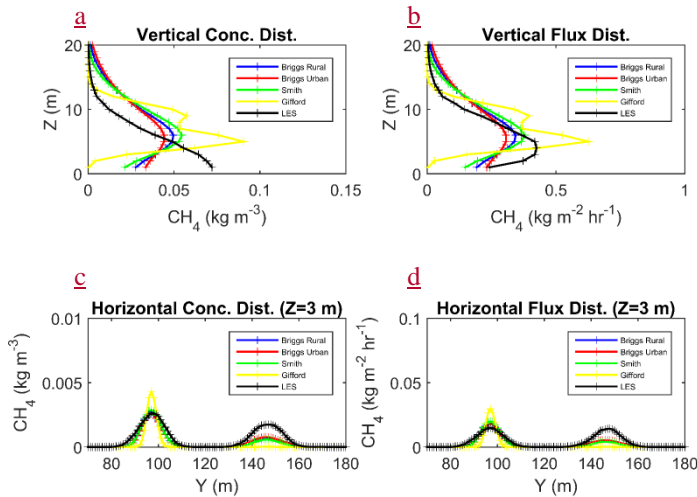 a
Vertical Conc. Dist.
20
10
0
Z (m)
0 0.05 0.1 0.15
CH4 (kg m-3)
Briggs Rural
Briggs Urban
Smith
Gifford
LES
b
Vertical Flux Dist.
20
10
0
Z (m)
0 0.5 1
CH4 (kg m-2 hr-1)
Briggs Rural
Briggs Urban
Smith
Gifford
LES
c
Horizontal Conc. Dist. (Z=3 m)
0.01
0.005
0
CH4 (kg m-3)
80 100 120 140 160 180
Y (m)
Briggs Rural
Briggs Urban
Smith
Gifford
LES
d
Horizontal Flux Dist. (Z=3 m)
0.1
0.05
0
CH4 (kg m-2 hr-1)
80 100 120 140 160 180
Y (m)
Briggs Rural
Briggs Urban
Smith
Gifford
LES